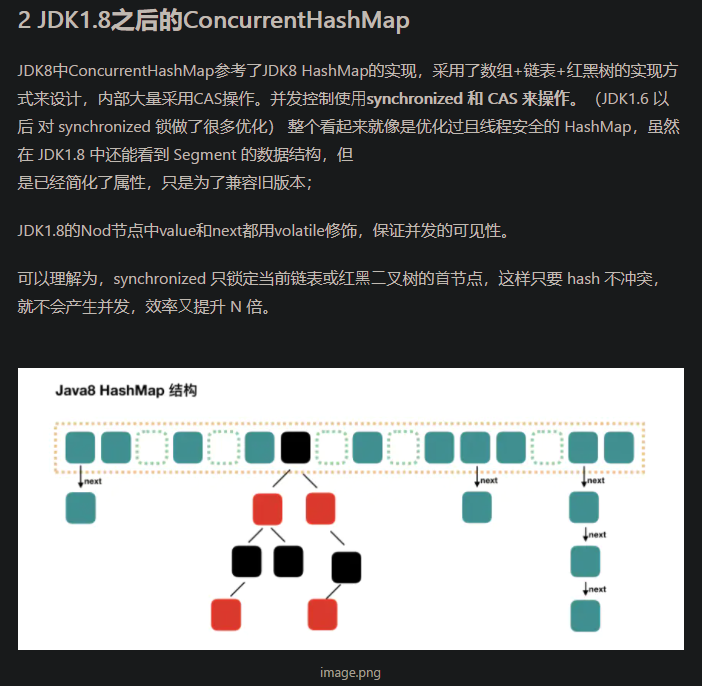 2 JDK1.8之后的ConcurrentHashMap
JDK8中ConcurrentHashMap参考了JDK8 HashMap的实现，采用了数组+链表+红黑树的实现方
式来设计，内部大量采用CAS操作。并发控制使用synchronized 和 CAS 来操作。（JDK1.6 以
后 对 synchronized 锁做了很多优化） 整个看起来就像是优化过且线程安全的 HashMap，虽然
在 JDK1.8 中还能看到 Segment 的数据结构，但
是已经简化了属性，只是为了兼容旧版本；
JDK1.8的Nod节点中value和next都用volatile修饰，保证并发的可见性。
可以理解为，synchronized 只锁定当前链表或红黑二叉树的首节点，这样只要 hash 不冲突，
就不会产生并发，效率又提升 N 倍。
Java8 HashMap 结构
next
next
next
next
next
image.png